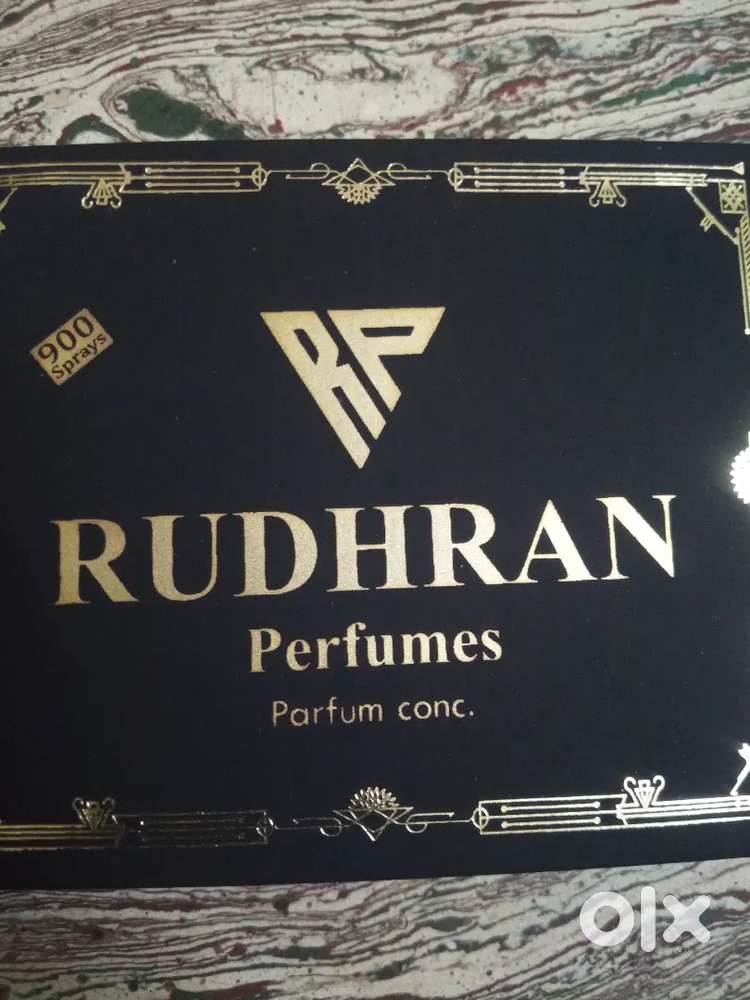 900
Sprays
RP
RUDHRAN
Perfumes
Parfum conc.
olx